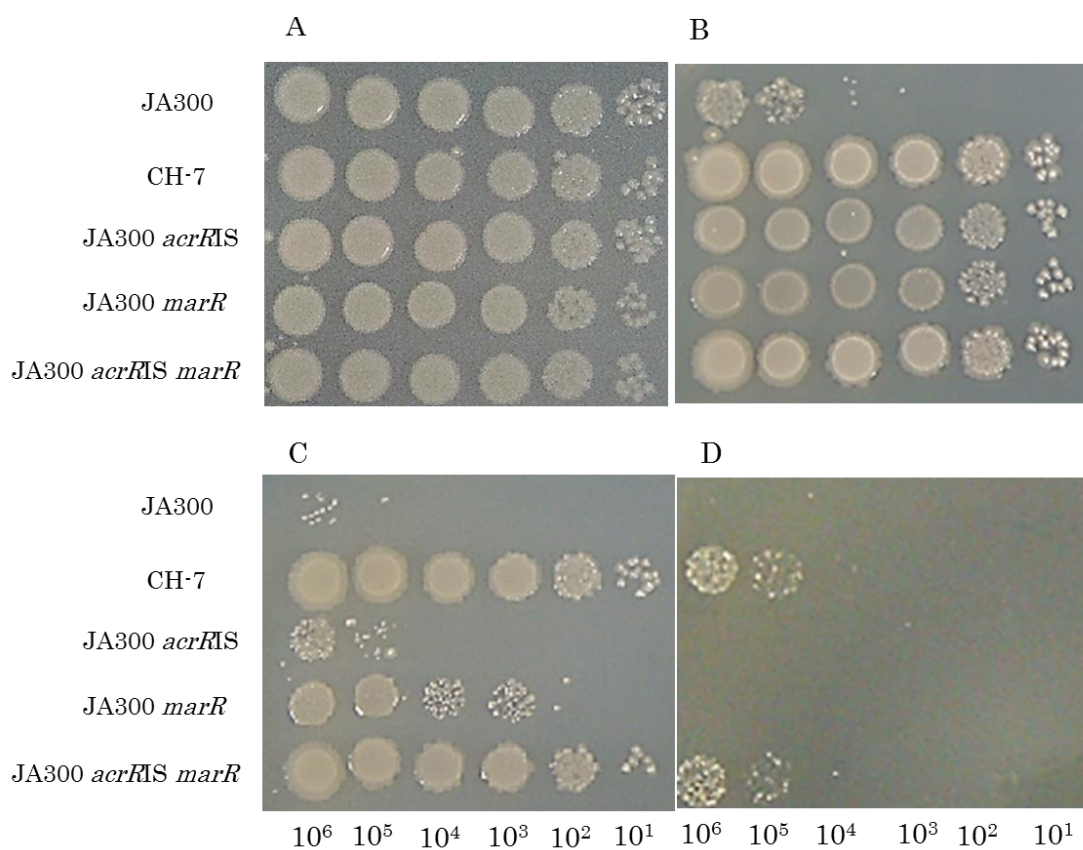 A B
JA300
CH-7
JA300 acrRIS
JA300 marR
JA300 acrRIS marR
C D
JA300
CH-7
JA300 acrRIS
JA300 marR
JA300 acrRIS marR
10⁶ 10⁵ 10⁴ 10³ 10² 10¹ 10⁶ 10⁵ 10⁴ 10³ 10² 10¹